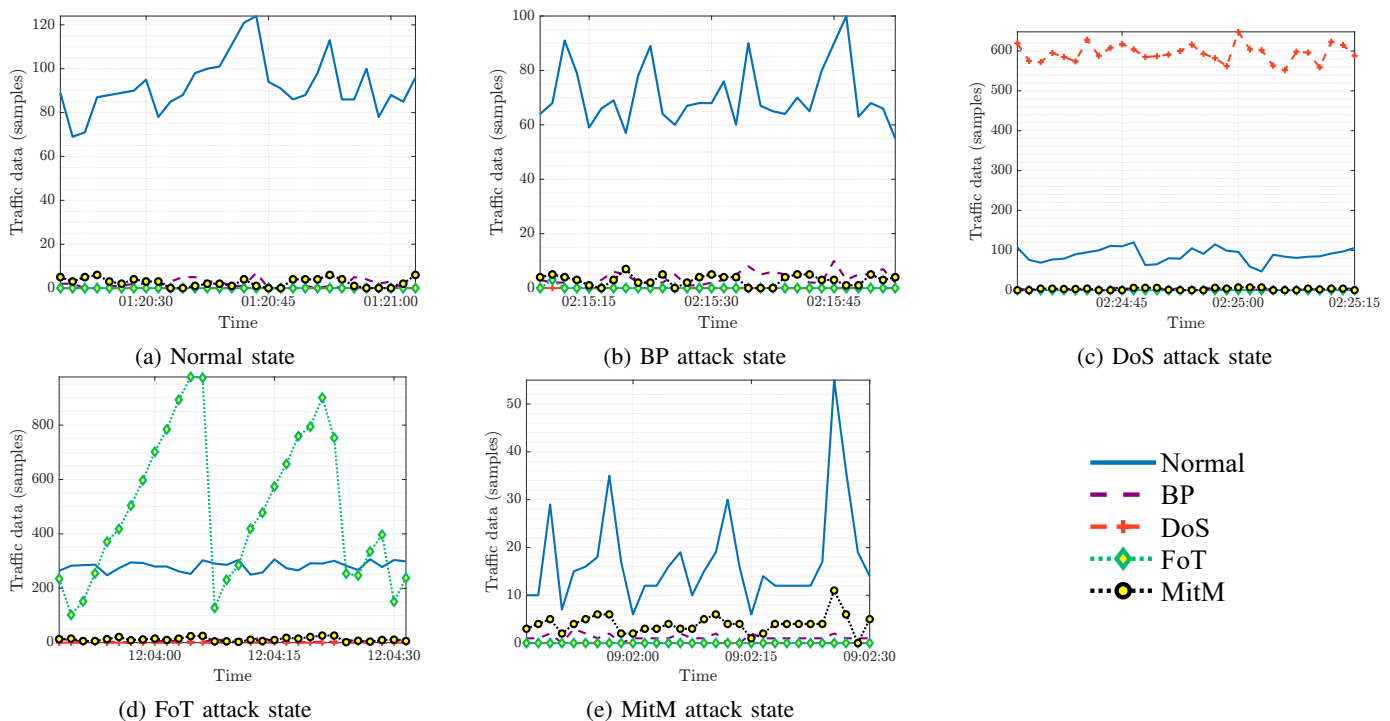 120
100
80
60
40
20
0
Traffic data (samples)
01:20:30 01:20:45 01:21:00
Time
(a) Normal state
100
80
60
40
20
0
Traffic data (samples)
02:15:15 02:15:30 02:15:45
Time
(b) BP attack state
600
500
400
300
200
100
0
Traffic data (samples)
02:24:45 02:25:00 02:25:15
Time
(c) DoS attack state
800
600
400
200
0
Traffic data (samples)
12:04:00 12:04:15 12:04:30
Time
(d) FoT attack state
50
40
30
20
10
0
Traffic data (samples)
09:02:00 09:02:15 09:02:30
Time
(e) MitM attack state
Normal
BP
DoS
FoT
MitM